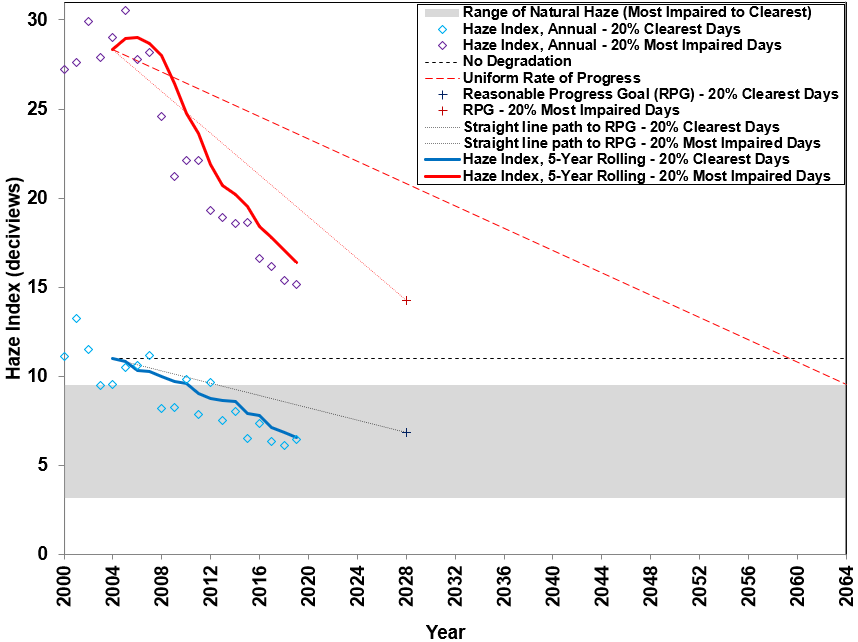 Range of Natural Haze (Most Impaired to Clearest)
Haze Index, Annual - 20% Clearest Days
Haze Index, Annual - 20% Most Impaired Days
No Degradation
Uniform Rate of Progress
Reasonable Progress Goal (RPG) - 20% Clearest Days
RPG - 20% Most Impaired Days
Straight line path to RPG - 20% Clearest Days
Straight line path to RPG - 20% Most Impaired Days
Haze Index, 5-Year Rolling - 20% Clearest Days
Haze Index, 5-Year Rolling - 20% Most Impaired Days
Haze Index (deciviews)
30
25
20
15
10
5
0
2000 2004 2008 2012 2016 2020 2024 2028 2032 2036 2040 2044 2048 2052 2056 2060 2064
Year